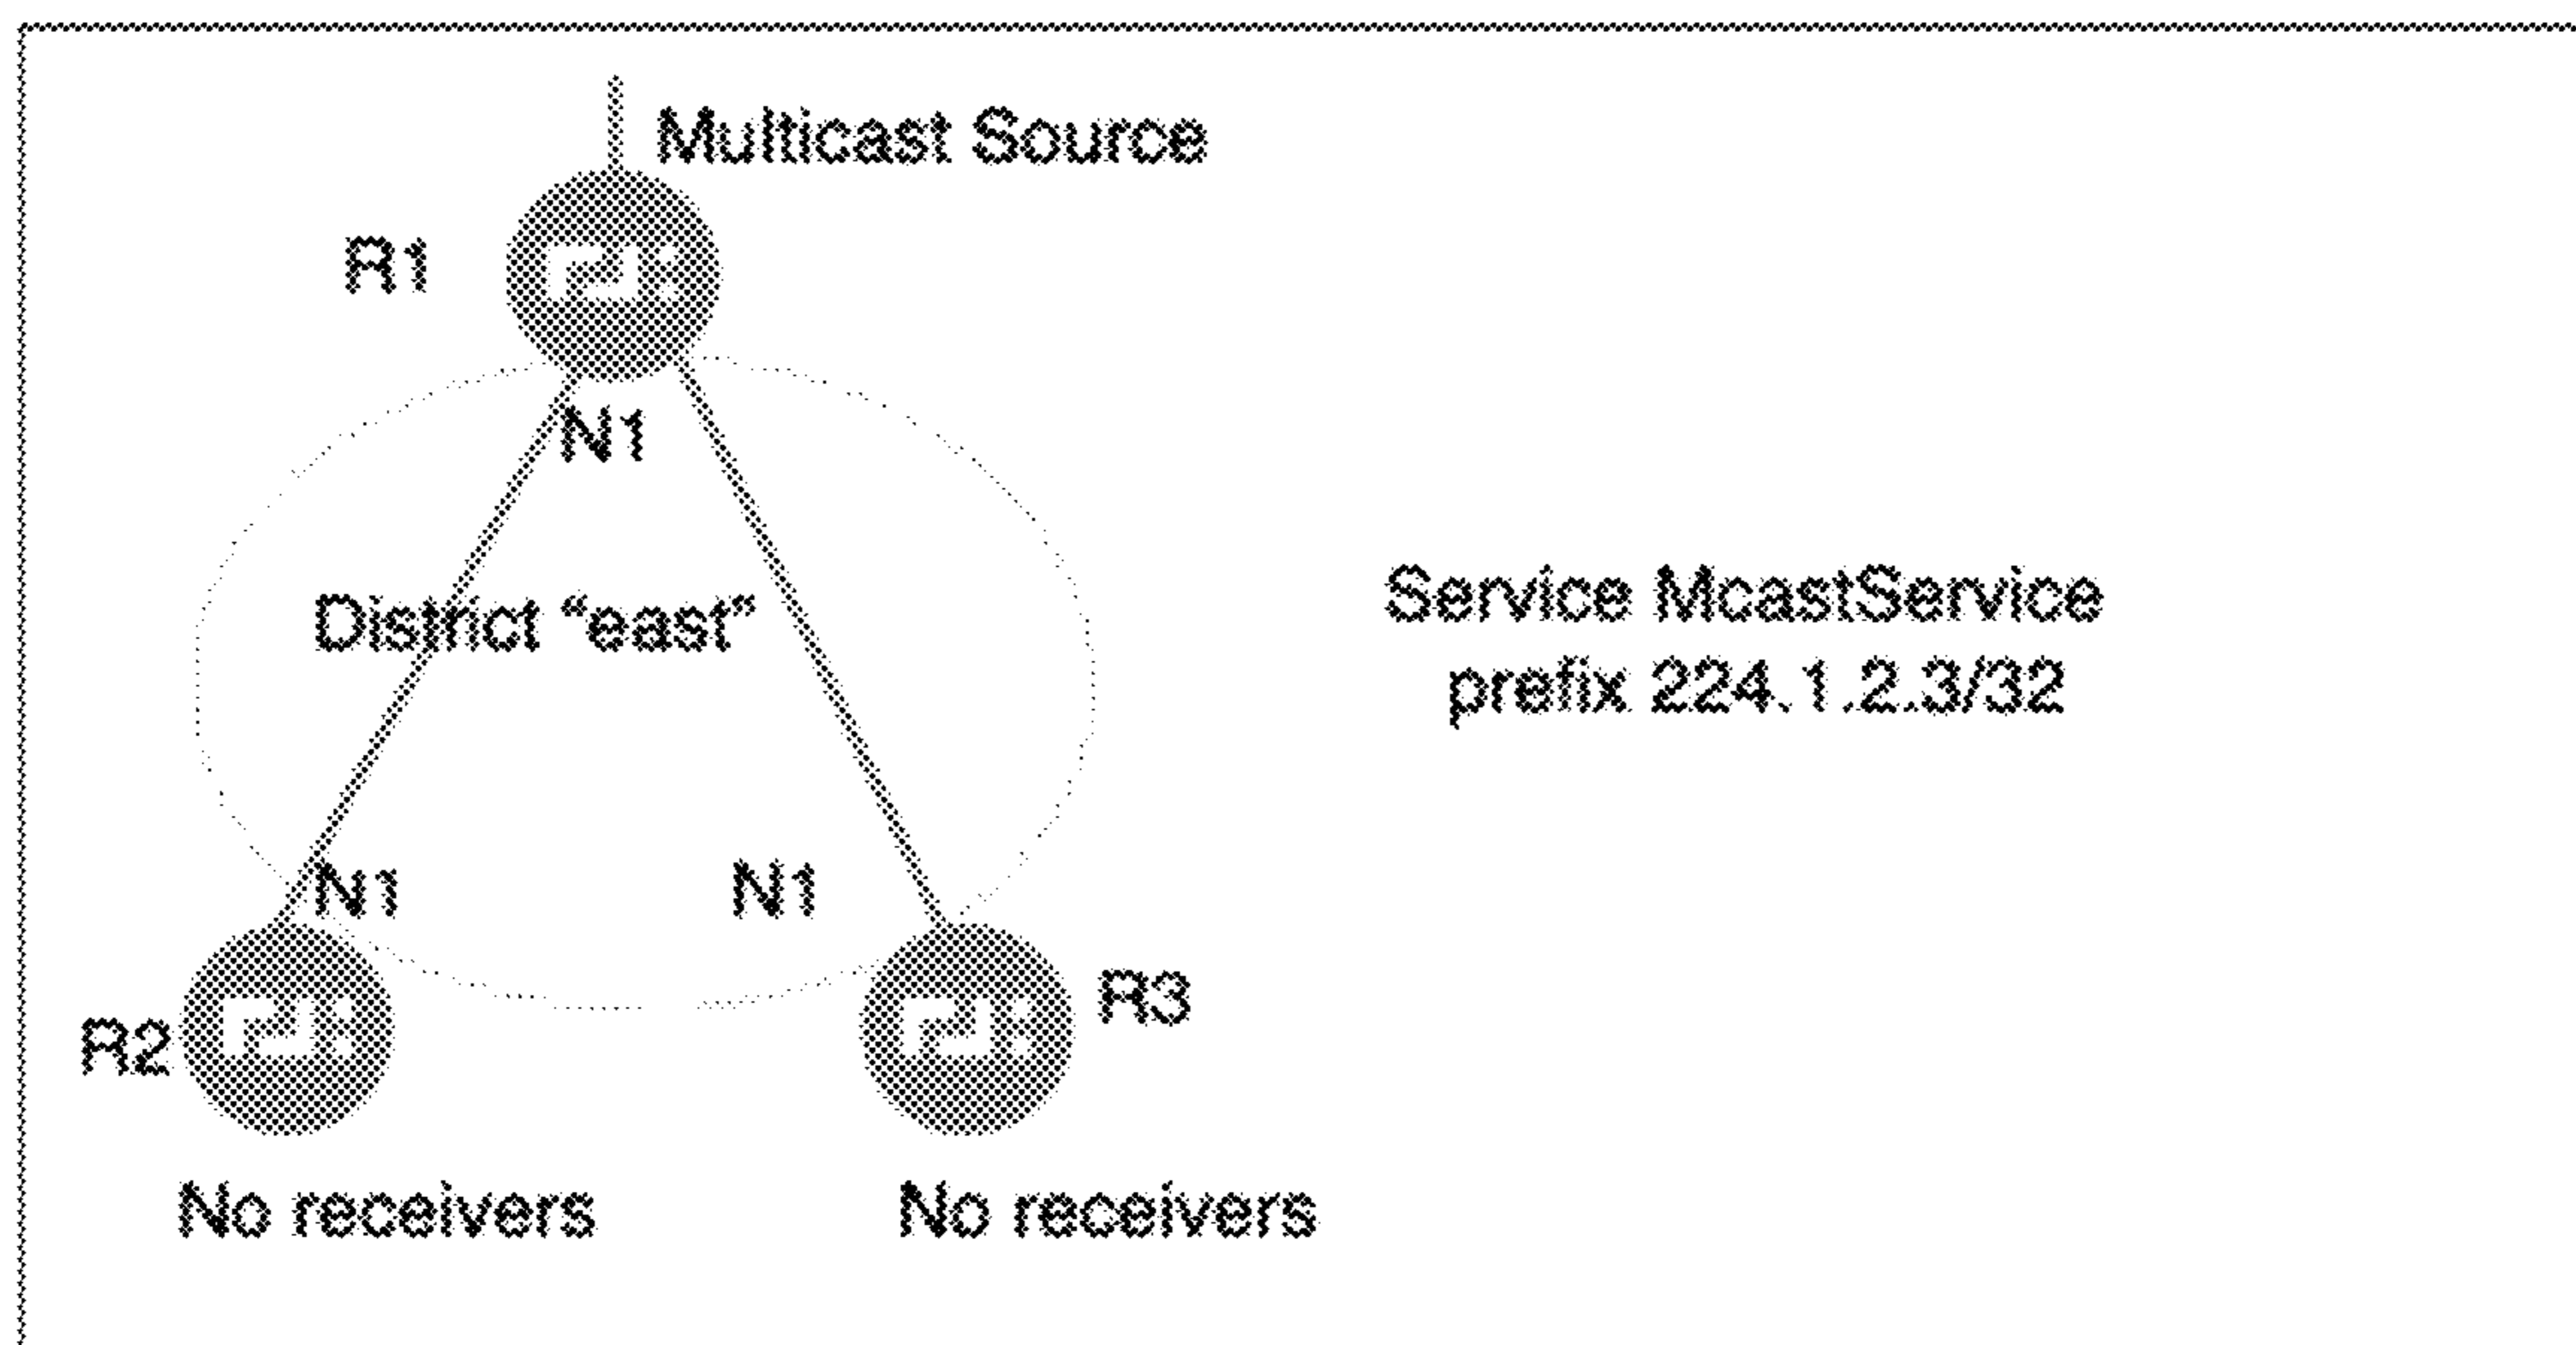 Multicast Source
R1
N1
District “east”
Service McastService
prefix 224.1.2.3/32
N1
N1
R2
R3
No receivers
No receivers